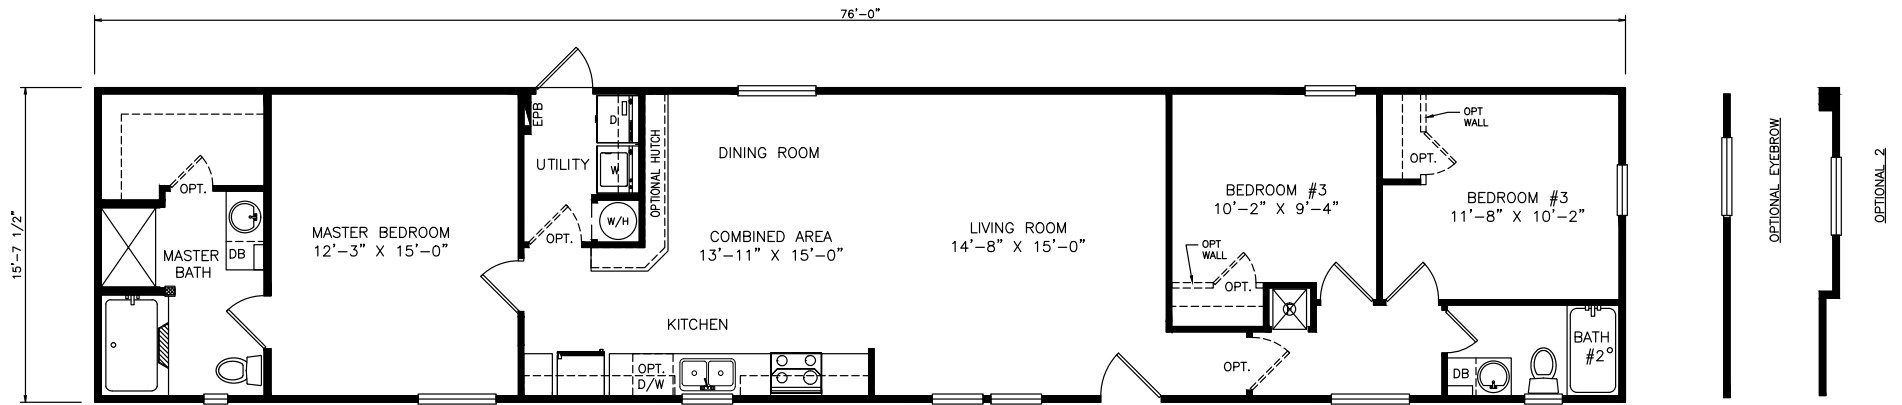 76'-0"
15'-7 1/2"
OPT.
MASTER
BATH
DB
MASTER BEDROOM
12'-3" X 15'-0"
EPB
D
UTILITY
W
W/H
OPT.
OPTIONAL HUTCH
DINING ROOM
COMBINED AREA
13'-11" X 15'-0"
KITCHEN
OPT.
D/W
LIVING ROOM
14'-8" X 15'-0"
BEDROOM #3
10'-2" X 9'-4"
OPT
WALL
OPT.
OPT.
OPT
WALL
OPT.
BEDROOM #3
11'-8" X 10'-2"
DB
BATH
#2
OPTIONAL EYEBROW
OPTIONAL 2